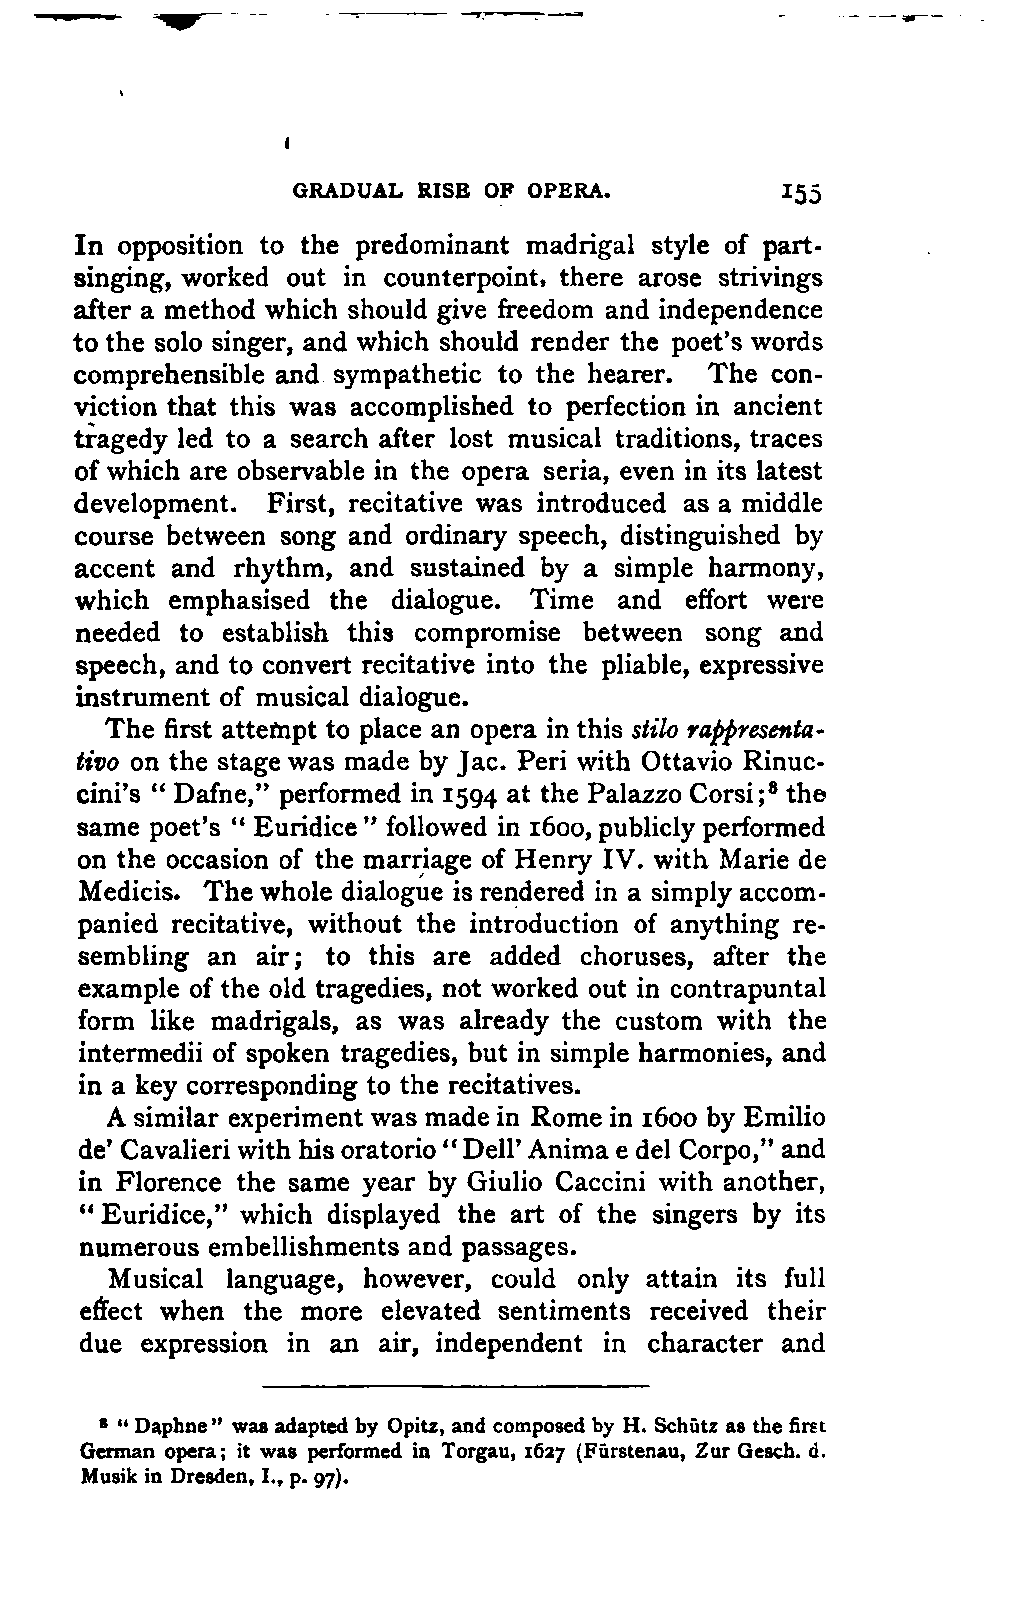 GRADUAL RISE OF OPERA. 155
In opposition to the predominant madrigal style of part-
singing, worked out in counterpoint, there arose strivings
after a method which should give freedom and independence
to the solo singer, and which should render the poet's words
comprehensible and sympathetic to the hearer. The con-
viction that this was accomplished to perfection in ancient
tragedy led to a search after lost musical traditions, traces
of which are observable in the opera seria, even in its latest
development. First, recitative was introduced as a middle
course between song and ordinary speech, distinguished by
accent and rhythm, and sustained by a simple harmony,
which emphasised the dialogue. Time and effort were
needed to establish this compromise between song and
speech, and to convert recitative into the pliable, expressive
instrument of musical dialogue.
The first attempt to place an opera in this stilo rappresenta-
tivo on the stage was made by Jac. Peri with Ottavio Rinuc-
cini's " Dafne," performed in 1594 at the Palazzo Corsi;⁸ the
same poet's " Euridice " followed in 1600, publicly performed
on the occasion of the marriage of Henry IV. with Marie de
Medicis. The whole dialogue is rendered in a simply accom-
panied recitative, without the introduction of anything re-
sembling an air; to this are added choruses, after the
example of the old tragedies, not worked out in contrapuntal
form like madrigals, as was already the custom with the
intermedii of spoken tragedies, but in simple harmonies, and
in a key corresponding to the recitatives.
A similar experiment was made in Rome in 1600 by Emilio
de' Cavalieri with his oratorio " Dell' Anima e del Corpo," and
in Florence the same year by Giulio Caccini with another,
" Euridice," which displayed the art of the singers by its
numerous embellishments and passages.
Musical language, however, could only attain its full
effect when the more elevated sentiments received their
due expression in an air, independent in character and
⁸ " Daphne " was adapted by Opitz, and composed by H. Schütz as the first
German opera; it was performed in Torgau, 1627 (Fürstenau, Zur Gesch. d.
Musik in Dresden, I., p. 97).